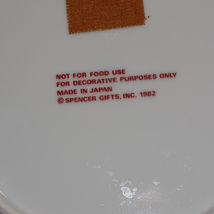 NOT FOR FOOD USE
FOR DECORATIVE PURPOSES ONLY
MADE IN JAPAN
© SPENCER GIFTS, INC. 1982